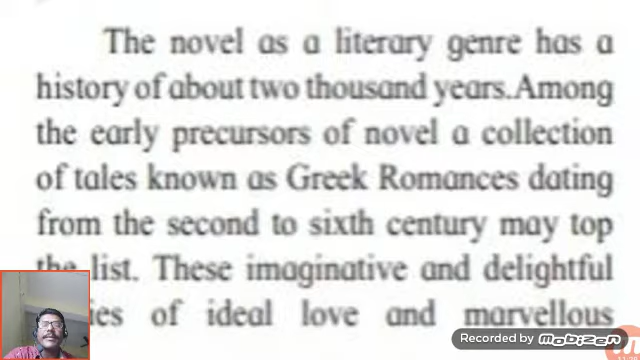 The novel as a literary genre has a
history of about two thousand years.Among
the early precursors of novel a collection
of tales known as Greek Romances dating
from the second to sixth century may top
the list. These imaginative and delightful
of ideal love and marvellous
Recorded by mobizen